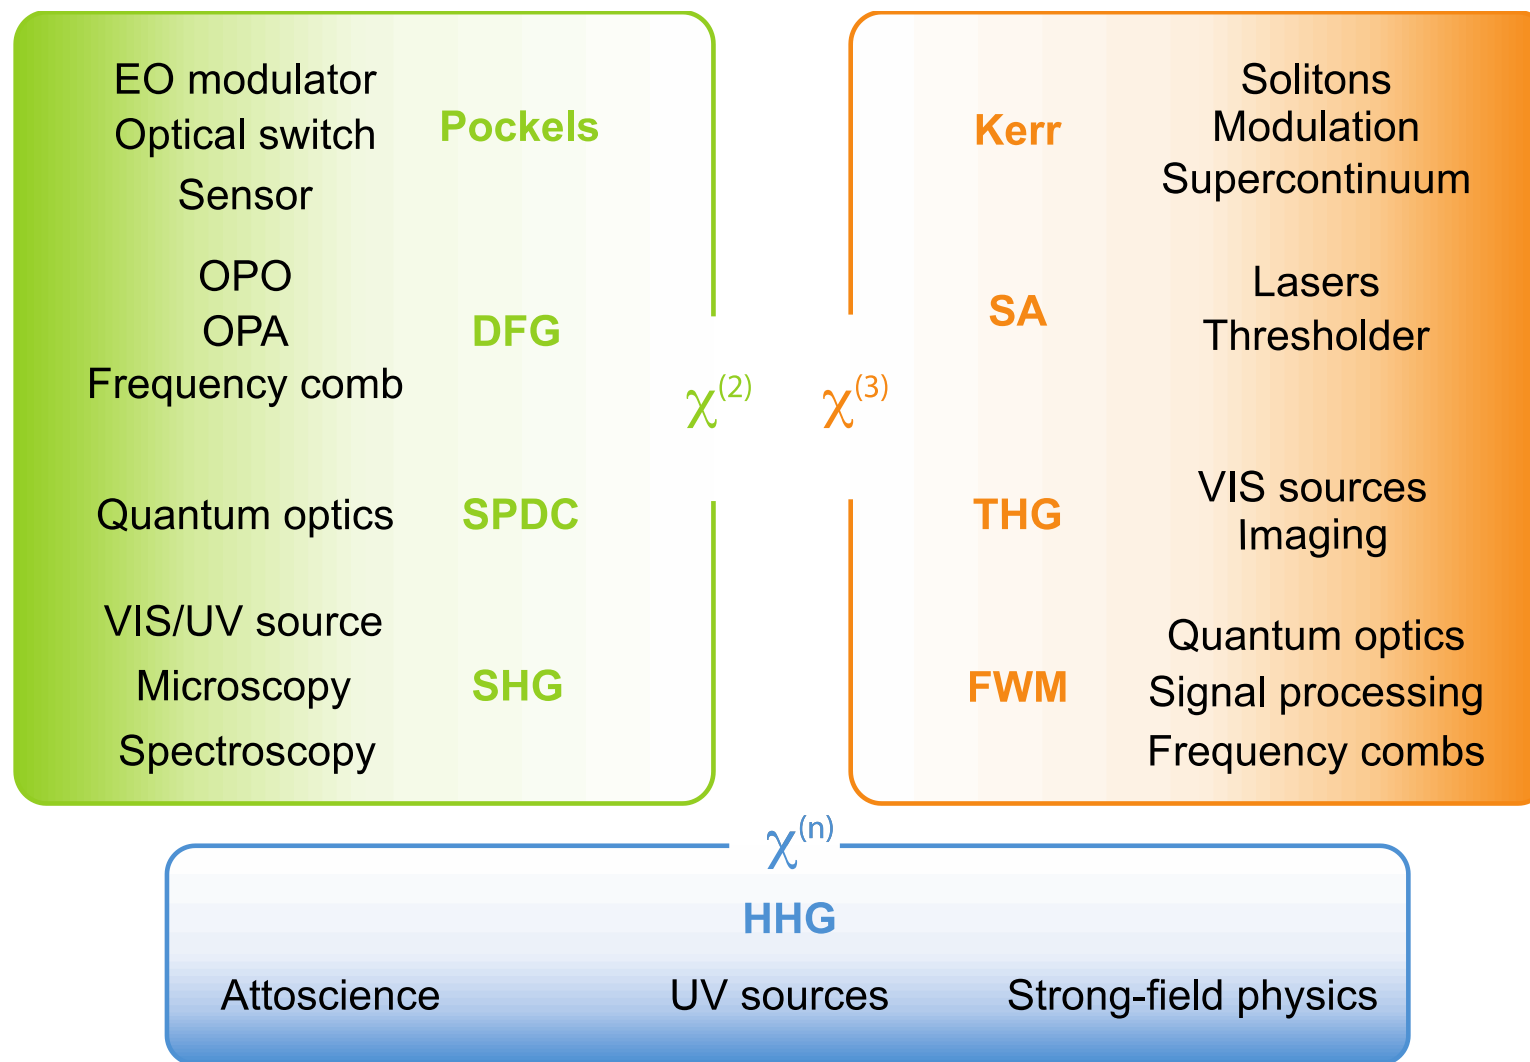 EO modulator
Optical switch
Sensor
Pockels
OPO
OPA
Frequency comb
DFG
Quantum optics
SPDC
VIS/UV source
Microscopy
Spectroscopy
SHG
χ(2)
χ(3)
Kerr
Solitons
Modulation
Supercontinuum
SA
Lasers
Thresholder
THG
VIS sources
Imaging
FWM
Quantum optics
Signal processing
Frequency combs
χ(n)
HHG
Attoscience
UV sources
Strong-field physics